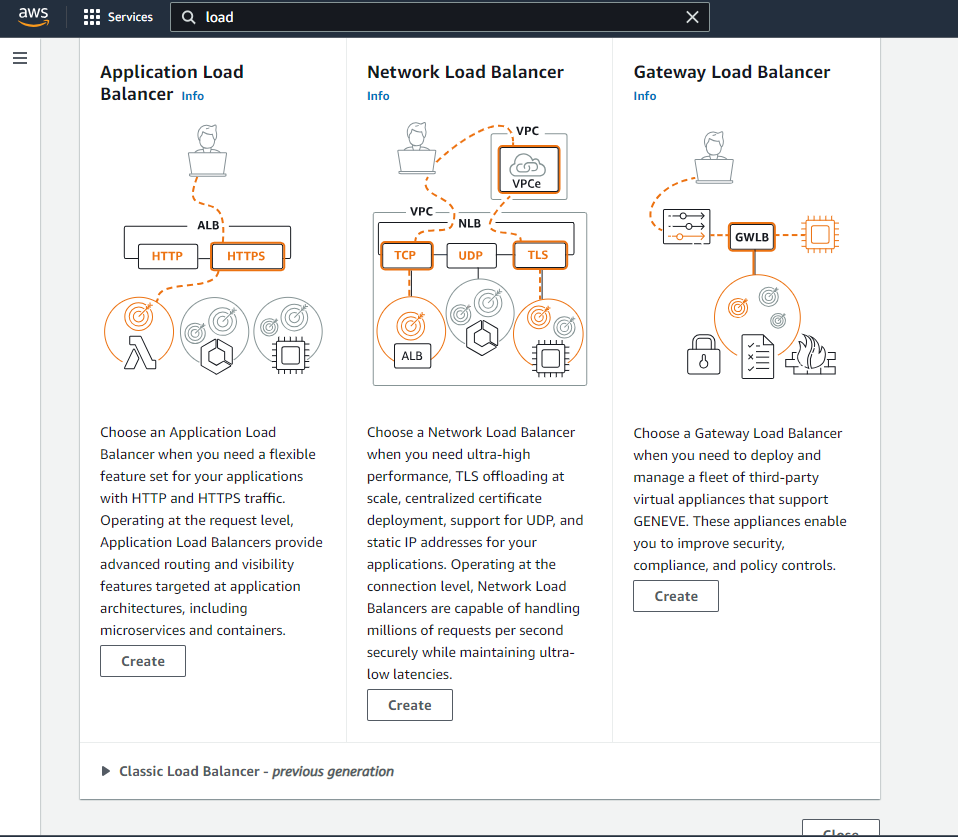 aws
Services
load
Application Load
Balancer Info
ALB
HTTP
HTTPS
Choose an Application Load
Balancer when you need a flexible
feature set for your applications
with HTTP and HTTPS traffic.
Operating at the request level,
Application Load Balancers provide
advanced routing and visibility
features targeted at application
architectures, including
microservices and containers.
Create
Network Load Balancer
Info
VPC
VPCe
VPC
NLB
TCP
UDP
TLS
ALB
Choose a Network Load Balancer
when you need ultra-high
performance, TLS offloading at
scale, centralized certificate
deployment, support for UDP, and
static IP addresses for your
applications. Operating at the
connection level, Network Load
Balancers are capable of handling
millions of requests per second
securely while maintaining ultra-
low latencies.
Create
Gateway Load Balancer
Info
GWLB
Choose a Gateway Load Balancer
when you need to deploy and
manage a fleet of third-party
virtual appliances that support
GENEVE. These appliances enable
you to improve security,
compliance, and policy controls.
Create
Classic Load Balancer - previous generation
Close